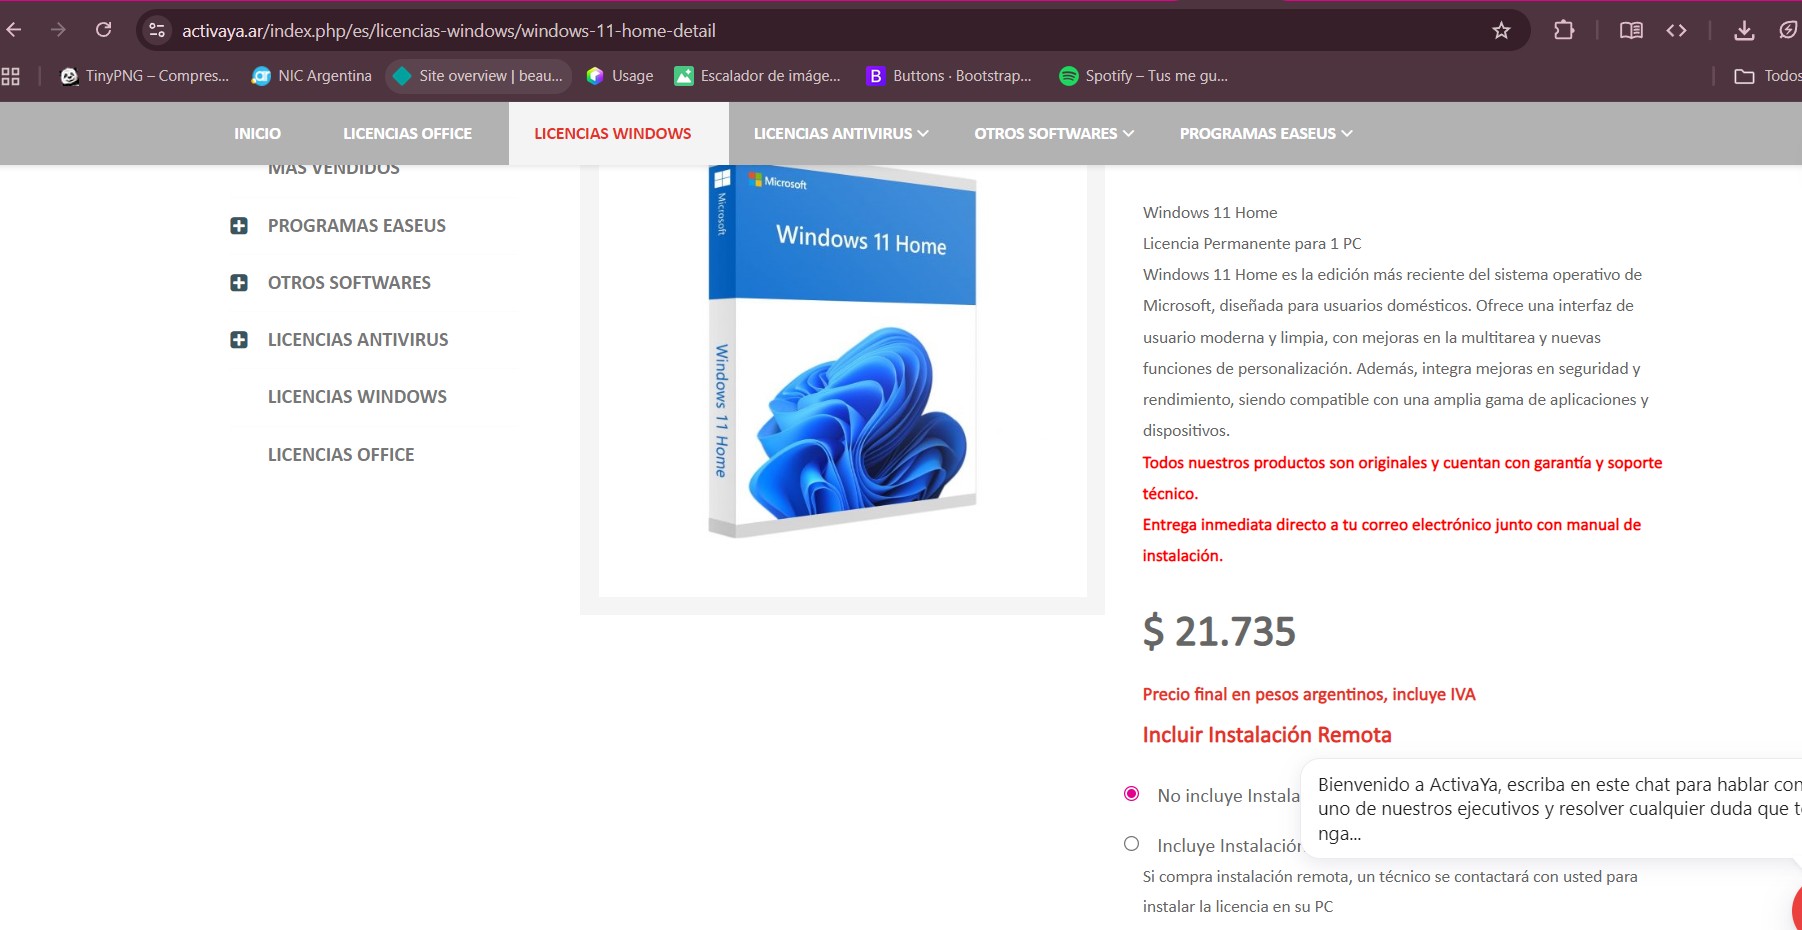 activaya.ar/index.php/es/licencias-windows/windows-11-home-detail
TinyPNG – Compres...
NIC Argentina
Site overview | beau...
Usage
Escalador de imáge...
Buttons · Bootstrap...
Spotify – Tus me gu...
Todos
INICIO
LICENCIAS OFFICE
LICENCIAS WINDOWS
LICENCIAS ANTIVIRUS
OTROS SOFTWARES
PROGRAMAS EASEUS
MAS VENDIDOS
PROGRAMAS EASEUS
OTROS SOFTWARES
LICENCIAS ANTIVIRUS
LICENCIAS WINDOWS
LICENCIAS OFFICE
Microsoft
Microsoft
Windows 11 Home
Windows 11 Home
Windows 11 Home
Licencia Permanente para 1 PC
Windows 11 Home es la edición más reciente del sistema operativo de
Microsoft, diseñada para usuarios domésticos. Ofrece una interfaz de
usuario moderna y limpia, con mejoras en la multitarea y nuevas
funciones de personalización. Además, integra mejoras en seguridad y
rendimiento, siendo compatible con una amplia gama de aplicaciones y
dispositivos.
Todos nuestros productos son originales y cuentan con garantía y soporte
técnico.
Entrega inmediata directo a tu correo electrónico junto con manual de
instalación.
$ 21.735
Precio final en pesos argentinos, incluye IVA
Incluir Instalación Remota
No incluye Instala
Incluye Instalación
Si compra instalación remota, un técnico se contactará con usted para
instalar la licencia en su PC
Bienvenido a ActivaYa, escriba en este chat para hablar con
uno de nuestros ejecutivos y resolver cualquier duda que te
nga...